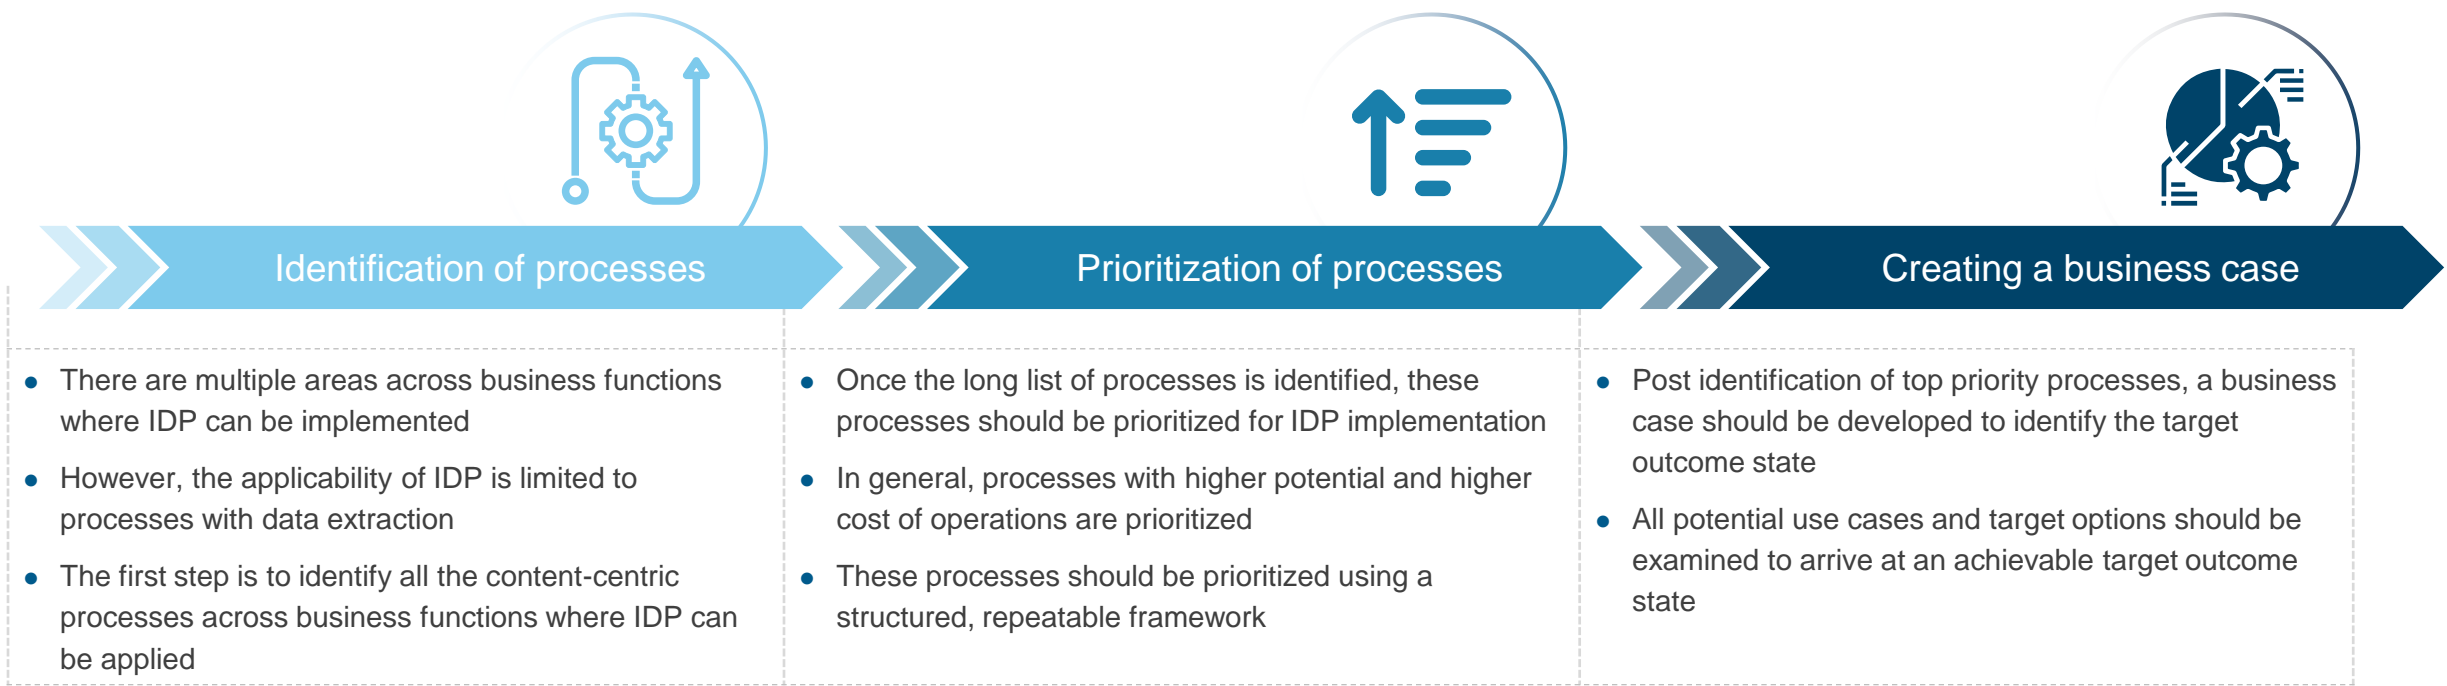 Identification of processes
Prioritization of processes
Creating a business case
• There are multiple areas across business functions
where IDP can be implemented
• However, the applicability of IDP is limited to
processes with data extraction
• The first step is to identify all the content-centric
processes across business functions where IDP can
be applied
• Once the long list of processes is identified, these
processes should be prioritized for IDP implementation
• In general, processes with higher potential and higher
cost of operations are prioritized
• These processes should be prioritized using a
structured, repeatable framework
• Post identification of top priority processes, a business
case should be developed to identify the target
outcome state
• All potential use cases and target options should be
examined to arrive at an achievable target outcome
state